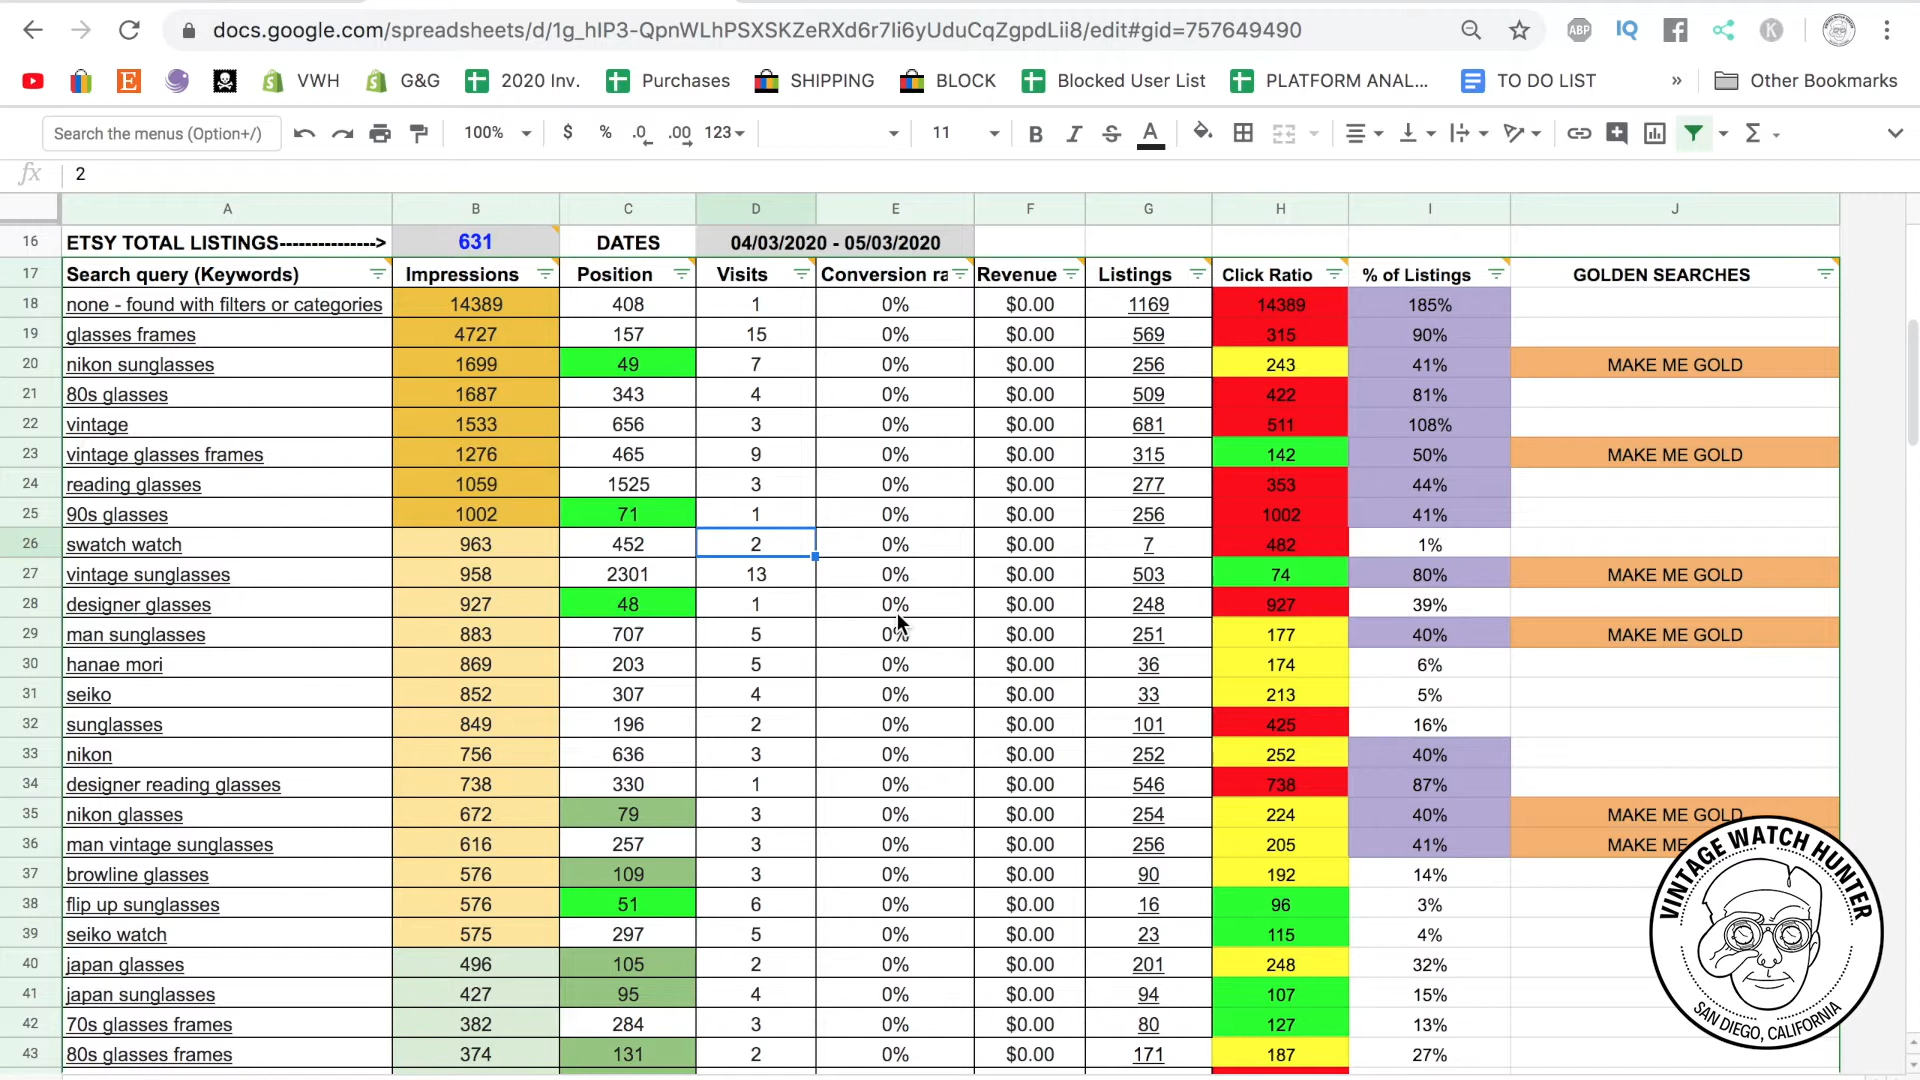 docs.google.com/spreadsheets/d/1g_hIP3-QpnWLhPSXSKZeRXd6r7Ii6yUduCqZgpdLii8/edit#gid=757649490
ABP IQ K
VWH G&G 2020 Inv. Purchases SHIPPING BLOCK Blocked User List PLATFORM ANAL... TO DO LIST » Other Bookmarks
Search the menus (Option+/) 100% $ % .0 .00 123 11 B I S A Σ
fx 2
A B C D E F G H I J
16 ETSY TOTAL LISTINGS---------------> 631 DATES 04/03/2020 - 05/03/2020
17 Search query (Keywords) Impressions Position Visits Conversion ra Revenue Listings Click Ratio % of Listings GOLDEN SEARCHES
18 none - found with filters or categories 14389 408 1 0% $0.00 1169 14389 185%
19 glasses frames 4727 157 15 0% $0.00 569 315 90%
20 nikon sunglasses 1699 49 7 0% $0.00 256 243 41% MAKE ME GOLD
21 80s glasses 1687 343 4 0% $0.00 509 422 81%
22 vintage 1533 656 3 0% $0.00 681 511 108%
23 vintage glasses frames 1276 465 9 0% $0.00 315 142 50% MAKE ME GOLD
24 reading glasses 1059 1525 3 0% $0.00 277 353 44%
25 90s glasses 1002 71 1 0% $0.00 256 1002 41%
26 swatch watch 963 452 2 0% $0.00 7 482 1%
27 vintage sunglasses 958 2301 13 0% $0.00 503 74 80% MAKE ME GOLD
28 designer glasses 927 48 1 0% $0.00 248 927 39%
29 man sunglasses 883 707 5 0% $0.00 251 177 40% MAKE ME GOLD
30 hanae mori 869 203 5 0% $0.00 36 174 6%
31 seiko 852 307 4 0% $0.00 33 213 5%
32 sunglasses 849 196 2 0% $0.00 101 425 16%
33 nikon 756 636 3 0% $0.00 252 252 40%
34 designer reading glasses 738 330 1 0% $0.00 546 738 87%
35 nikon glasses 672 79 3 0% $0.00 254 224 40% MAKE ME GOLD
36 man vintage sunglasses 616 257 3 0% $0.00 256 205 41% MAKE ME
37 browline glasses 576 109 3 0% $0.00 90 192 14%
38 flip up sunglasses 576 51 6 0% $0.00 16 96 3%
39 seiko watch 575 297 5 0% $0.00 23 115 4%
40 japan glasses 496 105 2 0% $0.00 201 248 32%
41 japan sunglasses 427 95 4 0% $0.00 94 107 15%
42 70s glasses frames 382 284 3 0% $0.00 80 127 13%
43 80s glasses frames 374 131 2 0% $0.00 171 187 27%
VINTAGE WATCH HUNTER
SAN DIEGO, CALIFORNIA